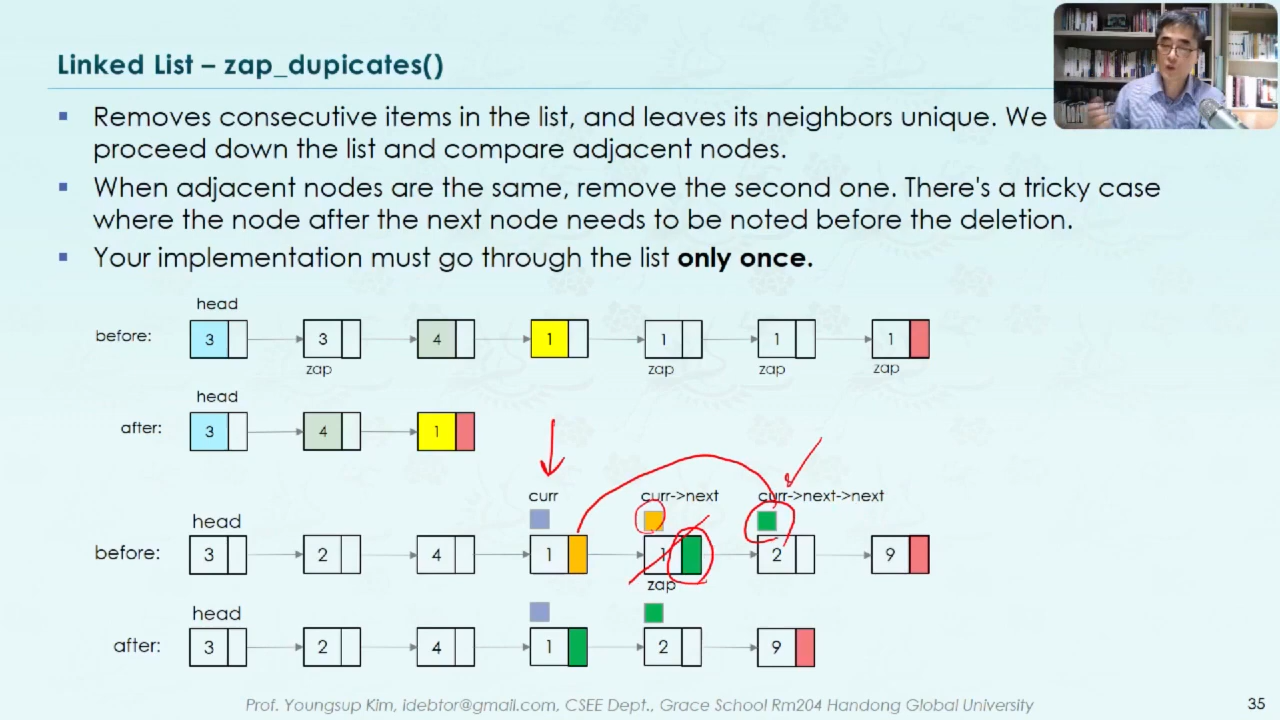 Linked List – zap_dupicates()
Removes consecutive items in the list, and leaves its neighbors unique. We
proceed down the list and compare adjacent nodes.
When adjacent nodes are the same, remove the second one. There's a tricky case
where the node after the next node needs to be noted before the deletion.
Your implementation must go through the list only once.
head
before: 3 3 4 1 1 1 1
zap zap zap zap
head
after: 3 4 1
curr curr->next curr->next->next
head
before: 3 2 4 1 1 2 9
zap
head
after: 3 2 4 1 2 9
Prof. Youngsup Kim, idebtor@gmail.com, CSEE Dept., Grace School Rm204 Handong Global University
35